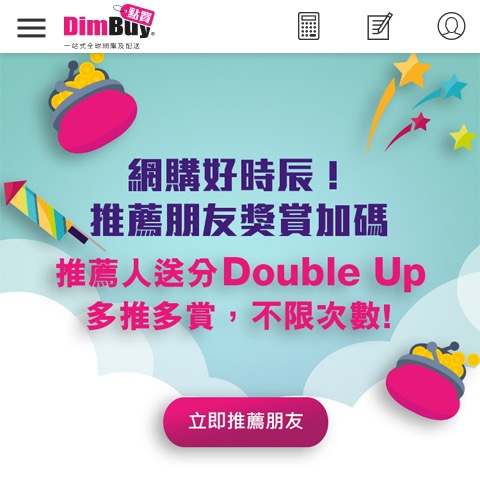 點買
DimBuy®
一站式全球網購及配送
網購好時辰！
推薦朋友獎賞加碼
推薦人送分Double Up
多推多賞，不限次數!
立即推薦朋友